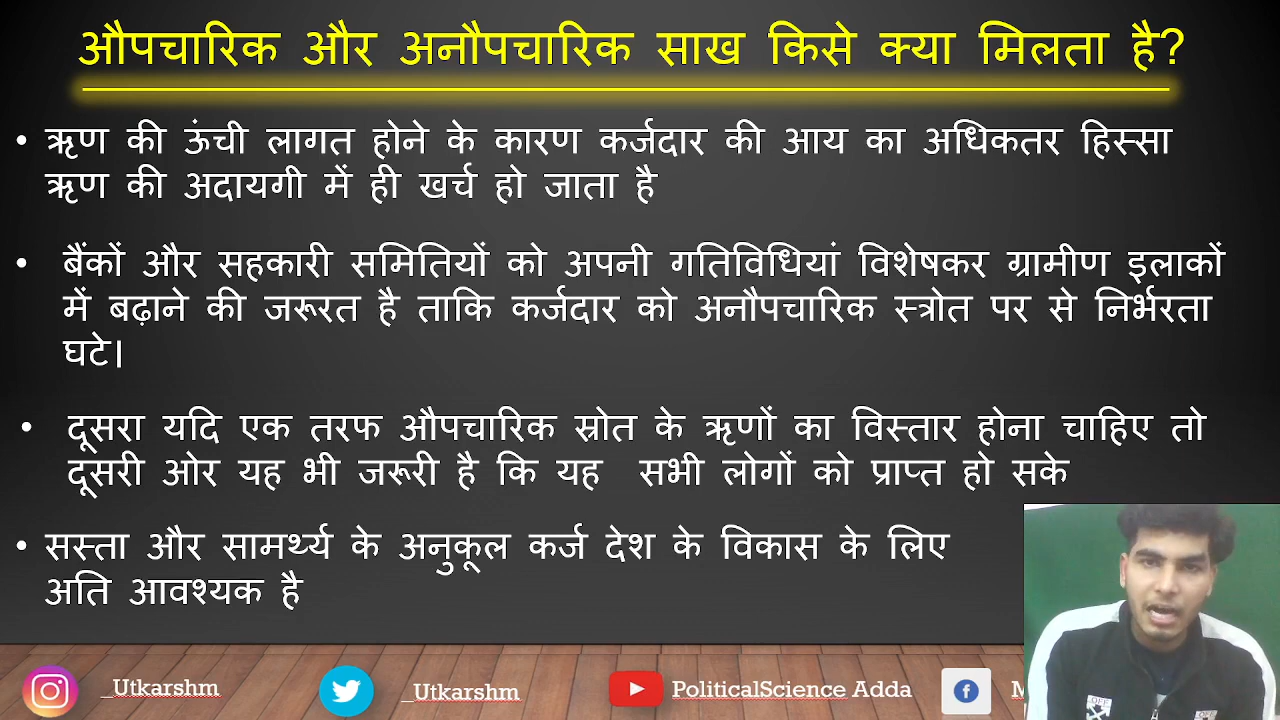 औपचारिक और अनौपचारिक साख किसे क्या मिलता है?
• ऋण की ऊंची लागत होने के कारण कर्जदार की आय का अधिकतर हिस्सा
ऋण की अदायगी में ही खर्च हो जाता है
• बैंकों और सहकारी समितियों को अपनी गतिविधियां विशेषकर ग्रामीण इलाकों
में बढ़ाने की जरूरत है ताकि कर्जदार को अनौपचारिक स्त्रोत पर से निर्भरता
घटे।
• दूसरा यदि एक तरफ औपचारिक स्रोत के ऋणों का विस्तार होना चाहिए तो
दूसरी ओर यह भी जरूरी है कि यह सभी लोगों को प्राप्त हो सके
• सस्ता और सामर्थ्य के अनुकूल कर्ज देश के विकास के लिए
अति आवश्यक है
_Utkarshm _Utkarshm PoliticalScience Adda